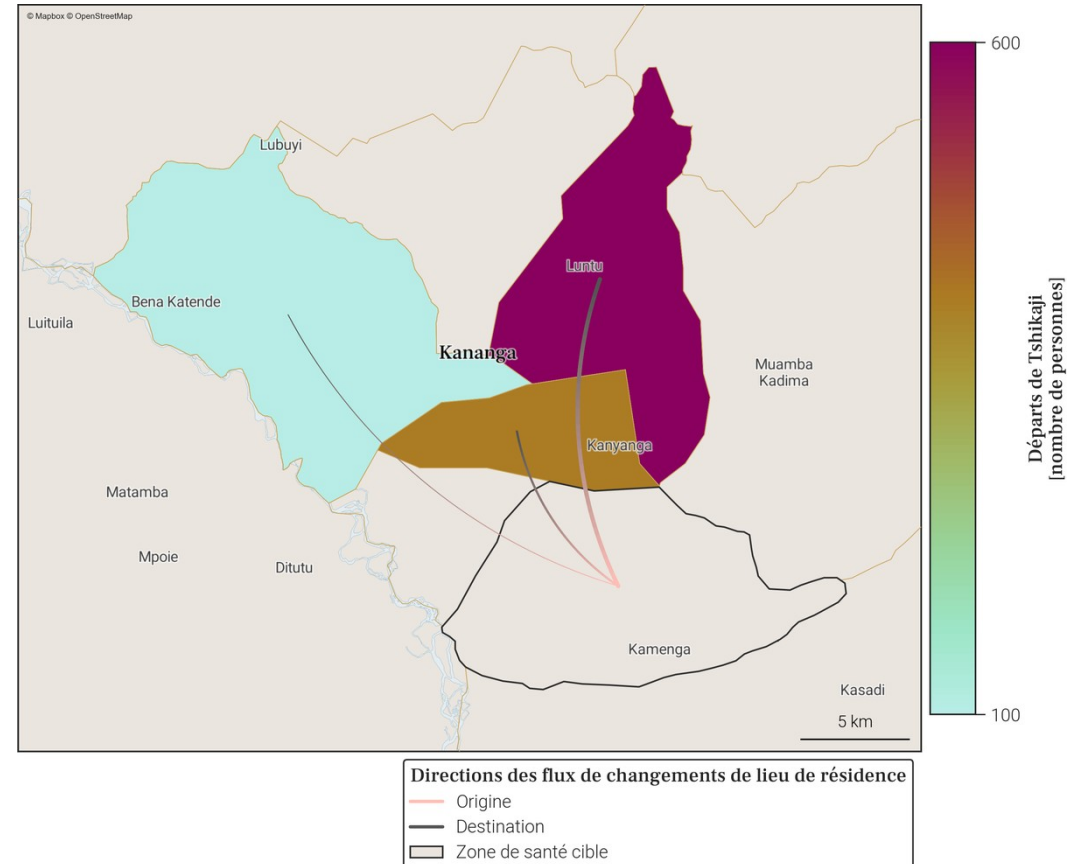 © Mapbox © OpenStreetMap
600
Lubuyi
Luntu
Bena Katende
Luituila
Kananga
Muamba
Kadima
Départs de Tshikaji
[nombre de personnes]
Kanyanga
Matamba
Mpoie
Ditutu
Kamenga
Kasadi
5 km
100
Directions des flux de changements de lieu de résidence
Origine
Destination
Zone de santé cible